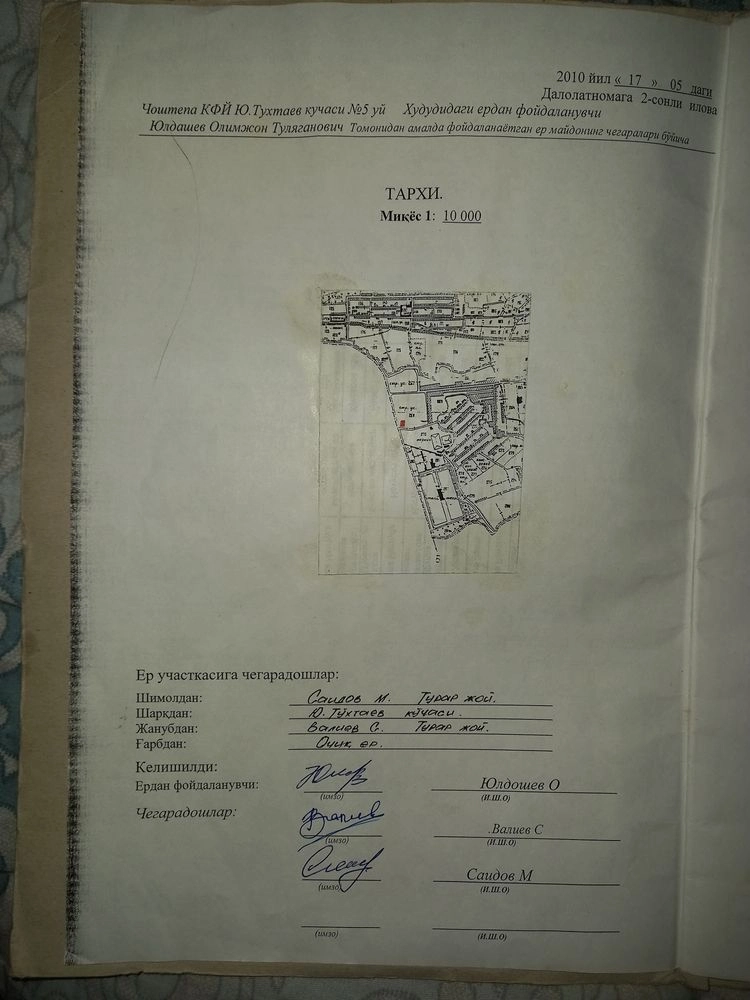 2010 йил « 17 » 05 даги
Далолатномага 2-сонли илова
Чоштепа КФЙ Ю.Тухтаев кучаси №5 уй Худудидаги ердан фойдаланувчи
Юлдашев Олимжон Туляганович Томонидан амалда фойдаланаётган ер майдонинг чегаралари бўйича
ТАРХИ.
Миқёс 1: 10 000
Ер участкасига чегарадошлар:
Шимолдан: Саидов М. Турар жой.
Шарқдан: Ю. Тўхтаев кўчаси.
Жанубдан: Валиев С. Турар жой.
Ғарбдан: Очиқ ер.
Келишилди:
Ердан фойдаланувчи: Юлдошев О
(имзо) (И.Ш.О)
Чегарадошлар: .Валиев С
(имзо) (И.Ш.О)
Саидов М
(имзо) (И.Ш.О)
(имзо) (И.Ш.О)